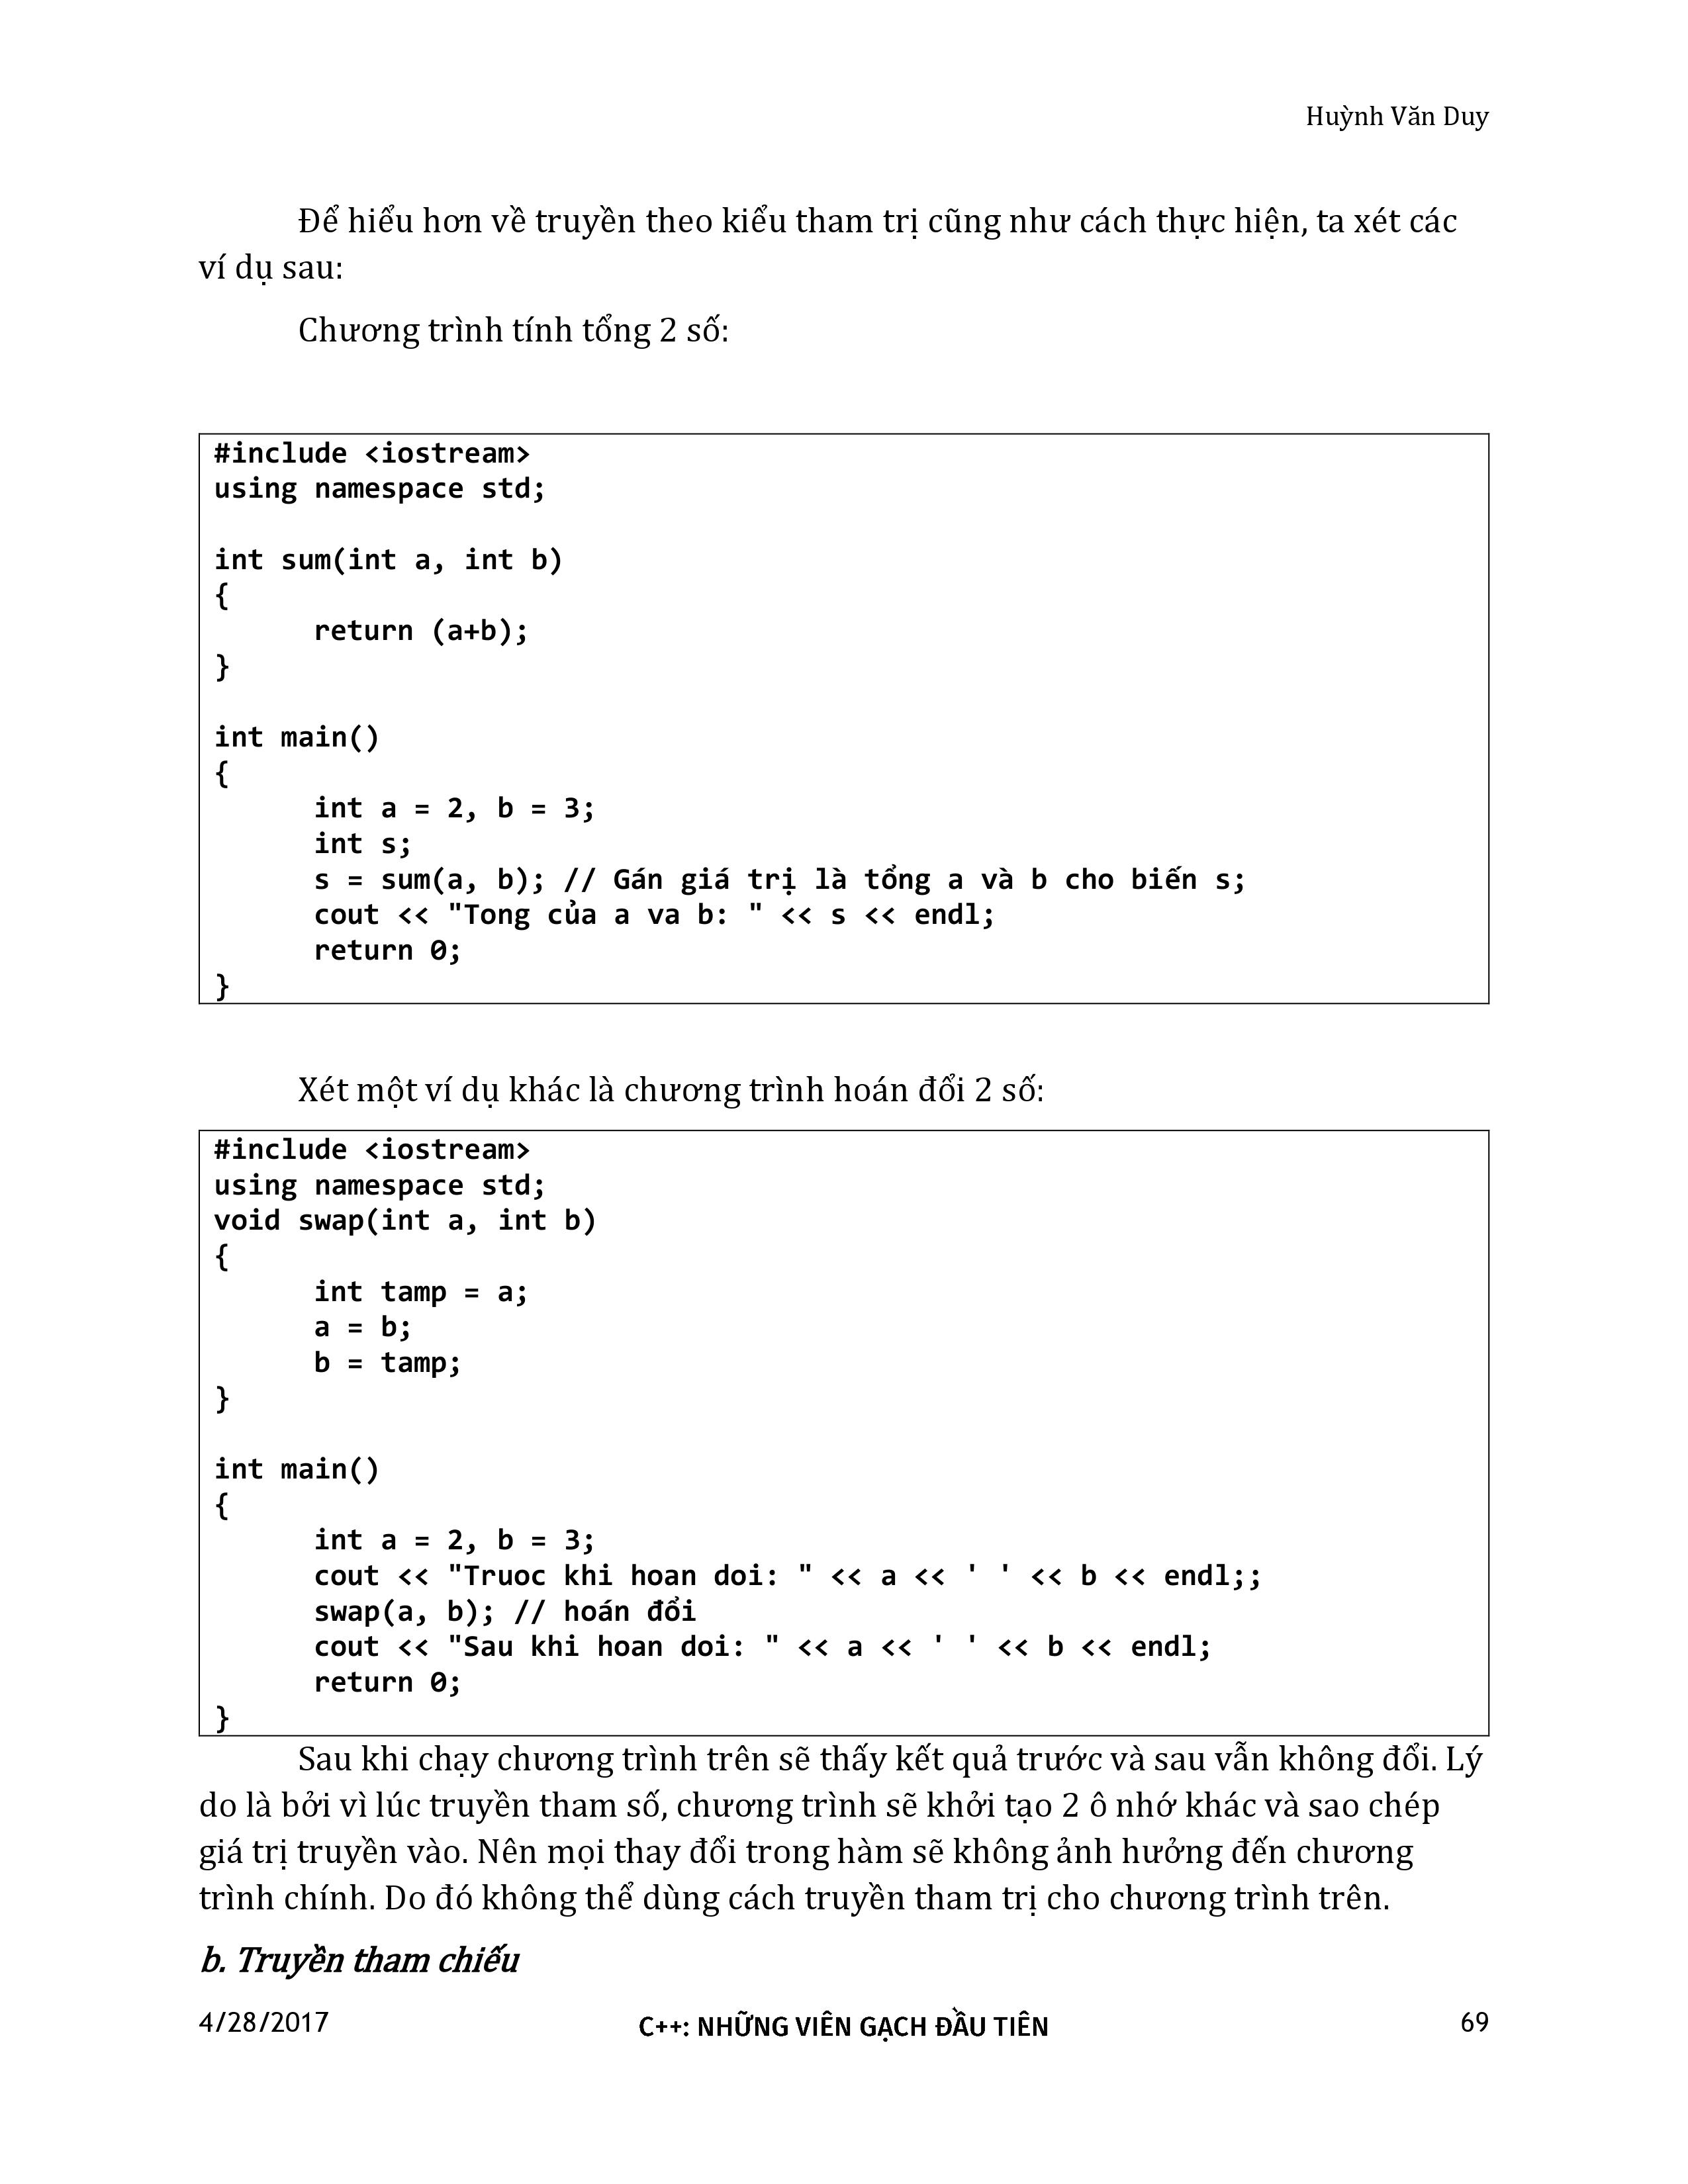 Huỳnh Văn Duy
Để hiểu hơn về truyền theo kiểu tham trị cũng như cách thực hiện, ta xét các
ví dụ sau:
Chương trình tính tổng 2 số:
#include <iostream>
using namespace std;
int sum(int a, int b)
{
return (a+b);
}
int main()
{
int a = 2, b = 3;
int s;
s = sum(a, b); // Gán giá trị là tổng a và b cho biến s;
cout << "Tong của a va b: " << s << endl;
return 0;
}
Xét một ví dụ khác là chương trình hoán đổi 2 số:
#include <iostream>
using namespace std;
void swap(int a, int b)
{
int tamp = a;
a = b;
b = tamp;
}
int main()
{
int a = 2, b = 3;
cout << "Truoc khi hoan doi: " << a << ' ' << b << endl;;
swap(a, b); // hoán đổi
cout << "Sau khi hoan doi: " << a << ' ' << b << endl;
return 0;
}
Sau khi chạy chương trình trên sẽ thấy kết quả trước và sau vẫn không đổi. Lý
do là bởi vì lúc truyền tham số, chương trình sẽ khởi tạo 2 ô nhớ khác và sao chép
giá trị truyền vào. Nên mọi thay đổi trong hàm sẽ không ảnh hưởng đến chương
trình chính. Do đó không thể dùng cách truyền tham trị cho chương trình trên.
b. Truyền tham chiếu
4/28/2017 C++: NHỮNG VIÊN GẠCH ĐẦU TIÊN 69